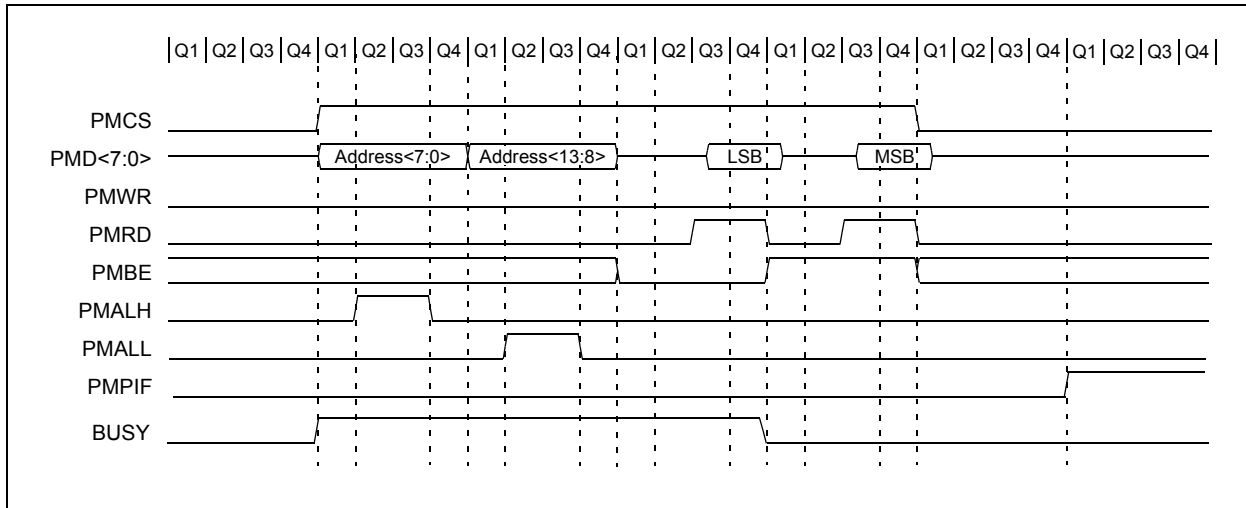 Q1 Q2 Q3 Q4 Q1 Q2 Q3 Q4 Q1 Q2 Q3 Q4 Q1 Q2 Q3 Q4 Q1 Q2 Q3 Q4 Q1 Q2 Q3 Q4 Q1 Q2 Q3 Q4
PMCS
PMD<7:0> Address<7:0> Address<13:8> LSB MSB
PMWR
PMRD
PMBE
PMALH
PMALL
PMPIF
BUSY